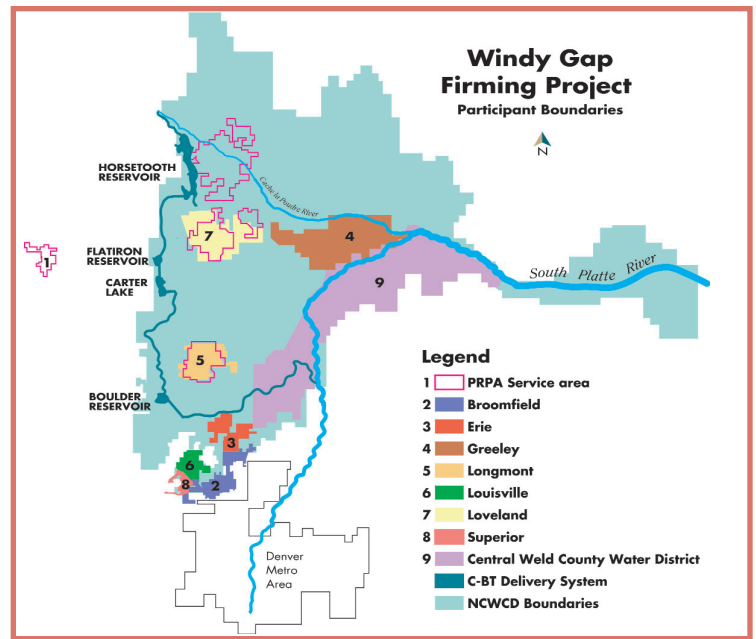 Windy Gap
Firming Project
Participant Boundaries
N
HORSETOOTH
RESERVOIR
Cache la Poudre River
7
4
1
FLATIRON
RESERVOIR
CARTER
LAKE
9
South Platte River
5
BOULDER
RESERVOIR
3
6
8
2
Denver
Metro
Area
Legend
1 PRPA Service area
2 Broomfield
3 Erie
4 Greeley
5 Longmont
6 Louisville
7 Loveland
8 Superior
9 Central Weld County Water District
C-BT Delivery System
NCWCD Boundaries